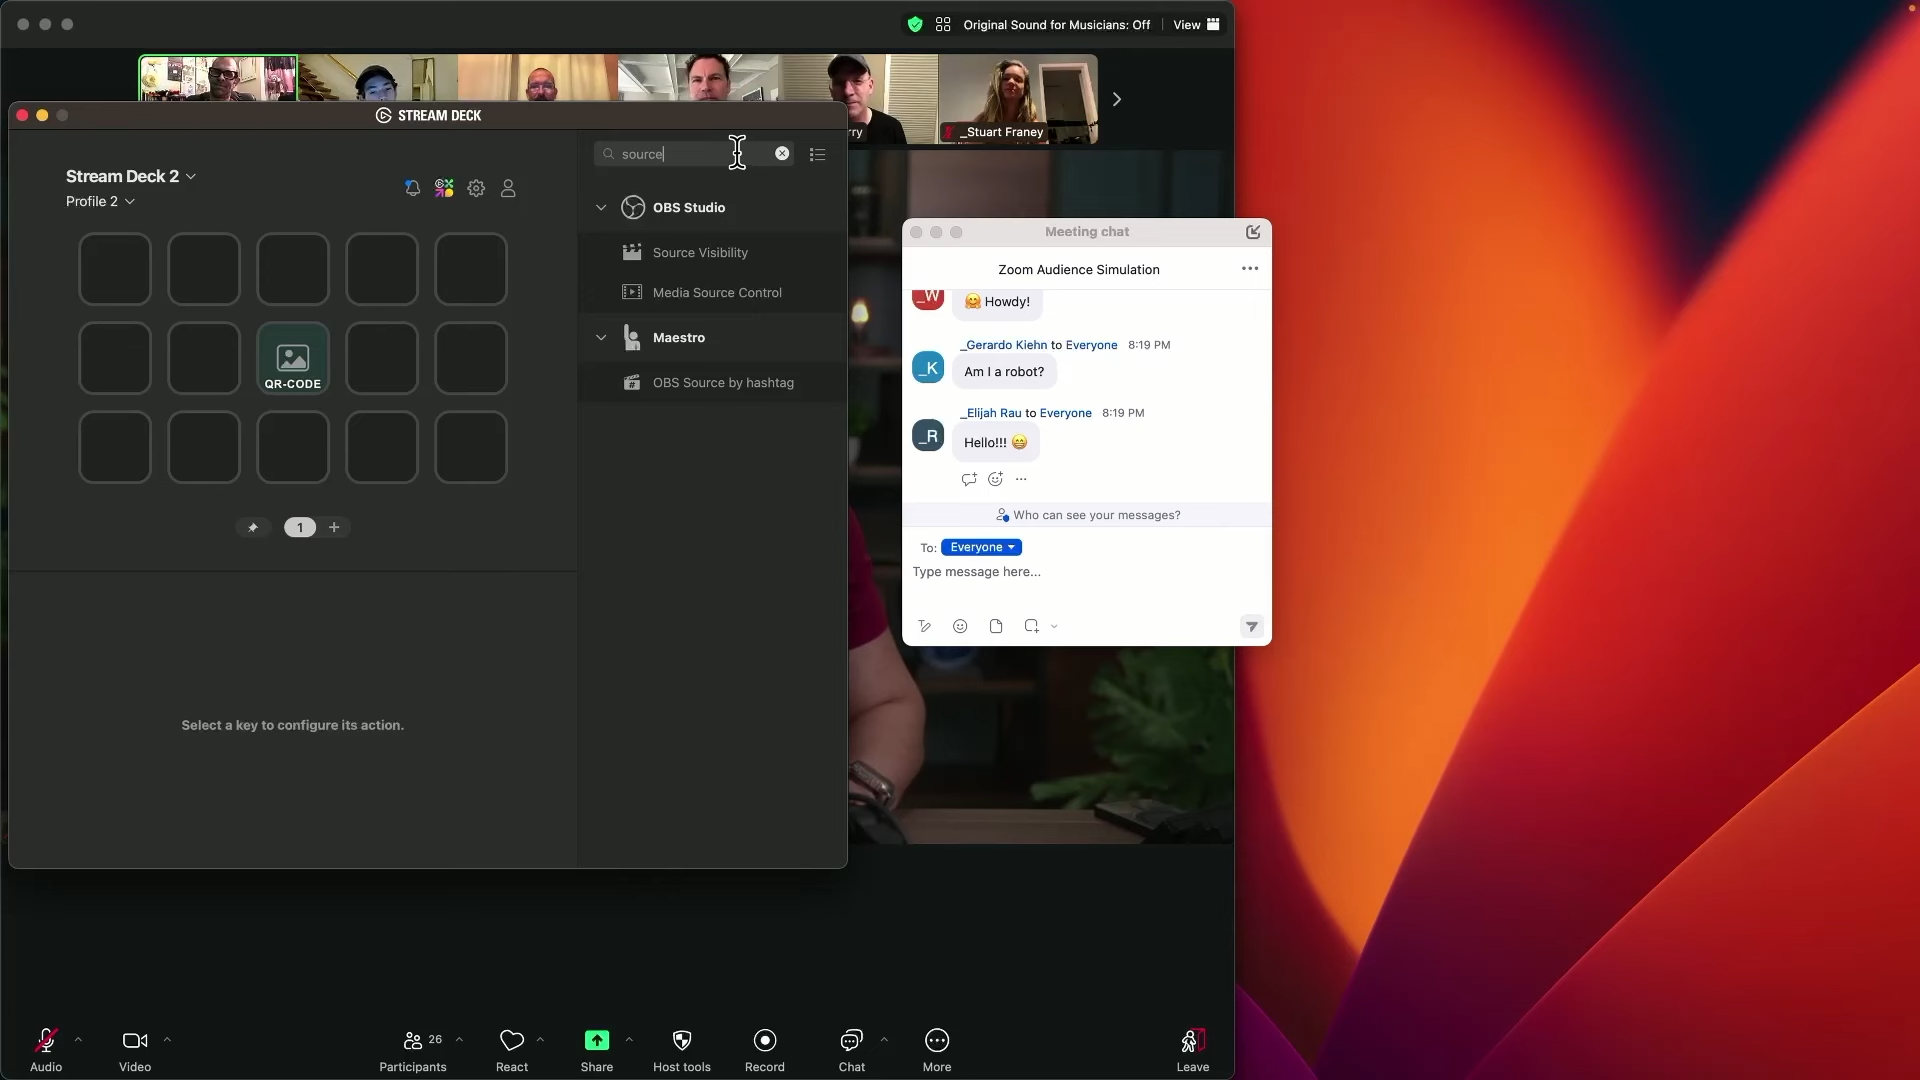 Original Sound for Musicians: Off
View
rry
_Stuart Franey
STREAM DECK
Stream Deck 2
Profile 2
QR-CODE
1
Select a key to configure its action.
source
OBS Studio
Source Visibility
Media Source Control
Maestro
OBS Source by hashtag
Meeting chat
Zoom Audience Simulation
_W
🤗 Howdy!
_Gerardo Kiehn to Everyone 8:19 PM
_K
Am I a robot?
_Elijah Rau to Everyone 8:19 PM
_R
Hello!!! 😁
Who can see your messages?
To: Everyone
Type message here...
Audio
Video
26
Participants
React
Share
Host tools
Record
Chat
More
Leave